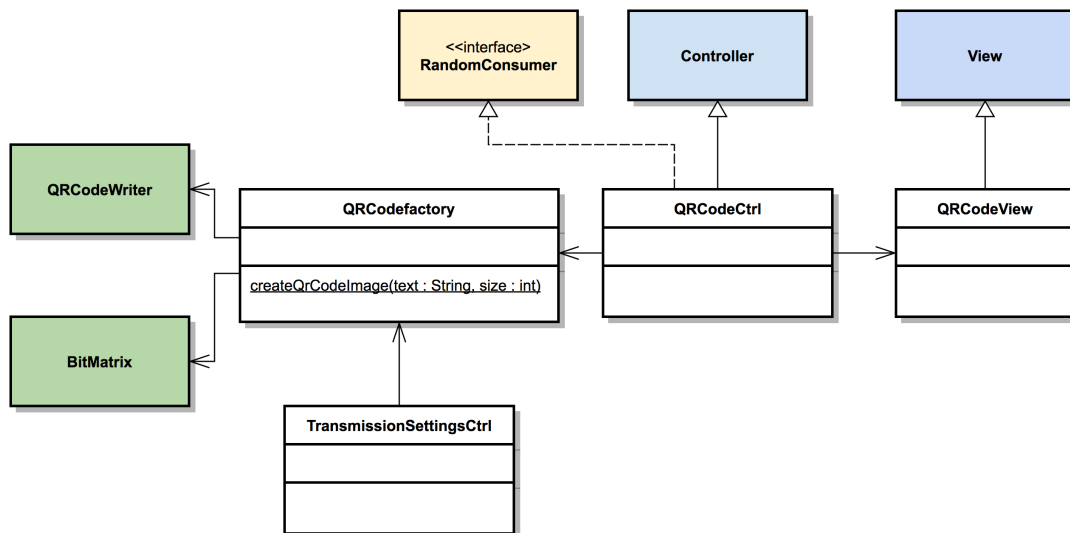 <<interface>
RandomConsumer
Controller
View
QRCodeWriter
QRCodefactory
createQrCodeImage(text : String, size : int)
QRCodeCtrl
QRCodeView
BitMatrix
TransmissionSettingsCtrl